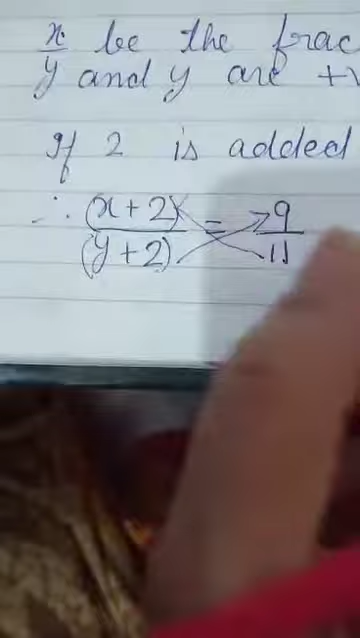 x/y be the frac
y and y are +v
If 2 is added
∴ (x+2)/(y+2) = 9/11